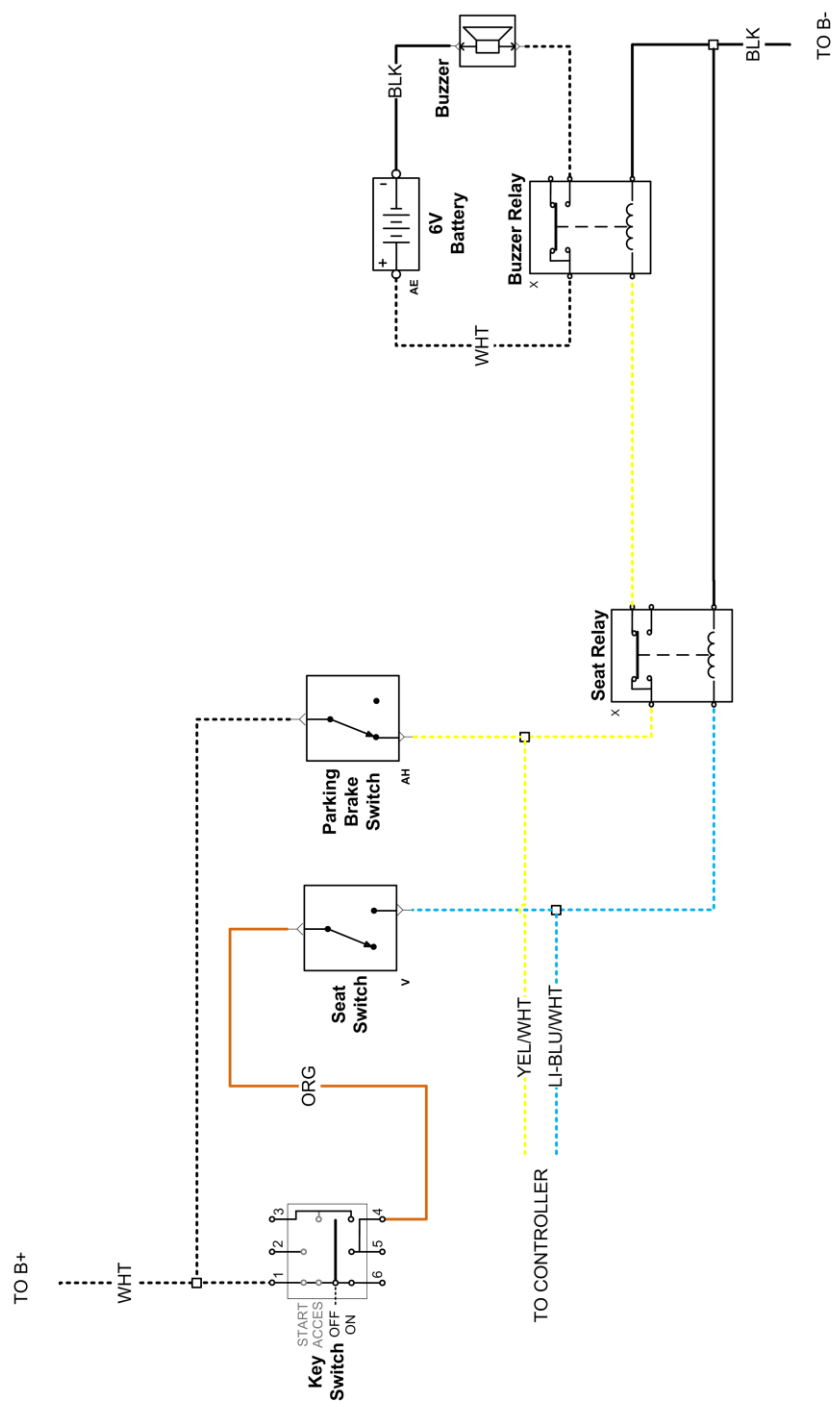 TO B+
WHT
START
ACCES
OFF
ON
Key
Switch
1
2
3
4
5
6
ORG
TO CONTROLLER
YEL/WHT
LI-BLU/WHT
Seat
Switch
V
Parking
Brake
Switch
AH
Seat Relay
X
WHT
+
-
AE
6V
Battery
BLK
Buzzer
Buzzer Relay
X
BLK
TO B-